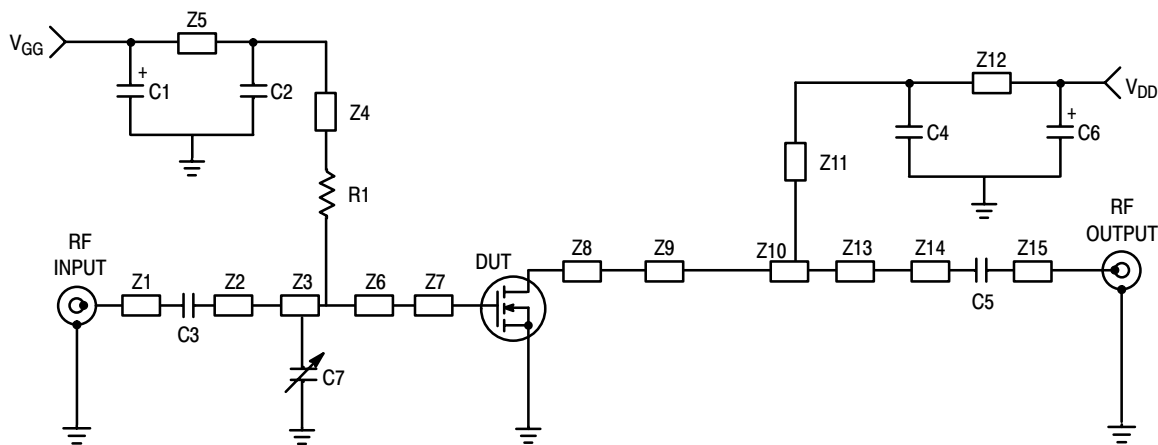 Z5
VGG
+
C1
C2
Z4
R1
RF
INPUT
Z1
C3
Z2
Z3
C7
Z6
Z7
DUT
Z8
Z9
Z10
Z11
Z12
VDD
C4
+
C6
Z13
Z14
C5
Z15
RF
OUTPUT